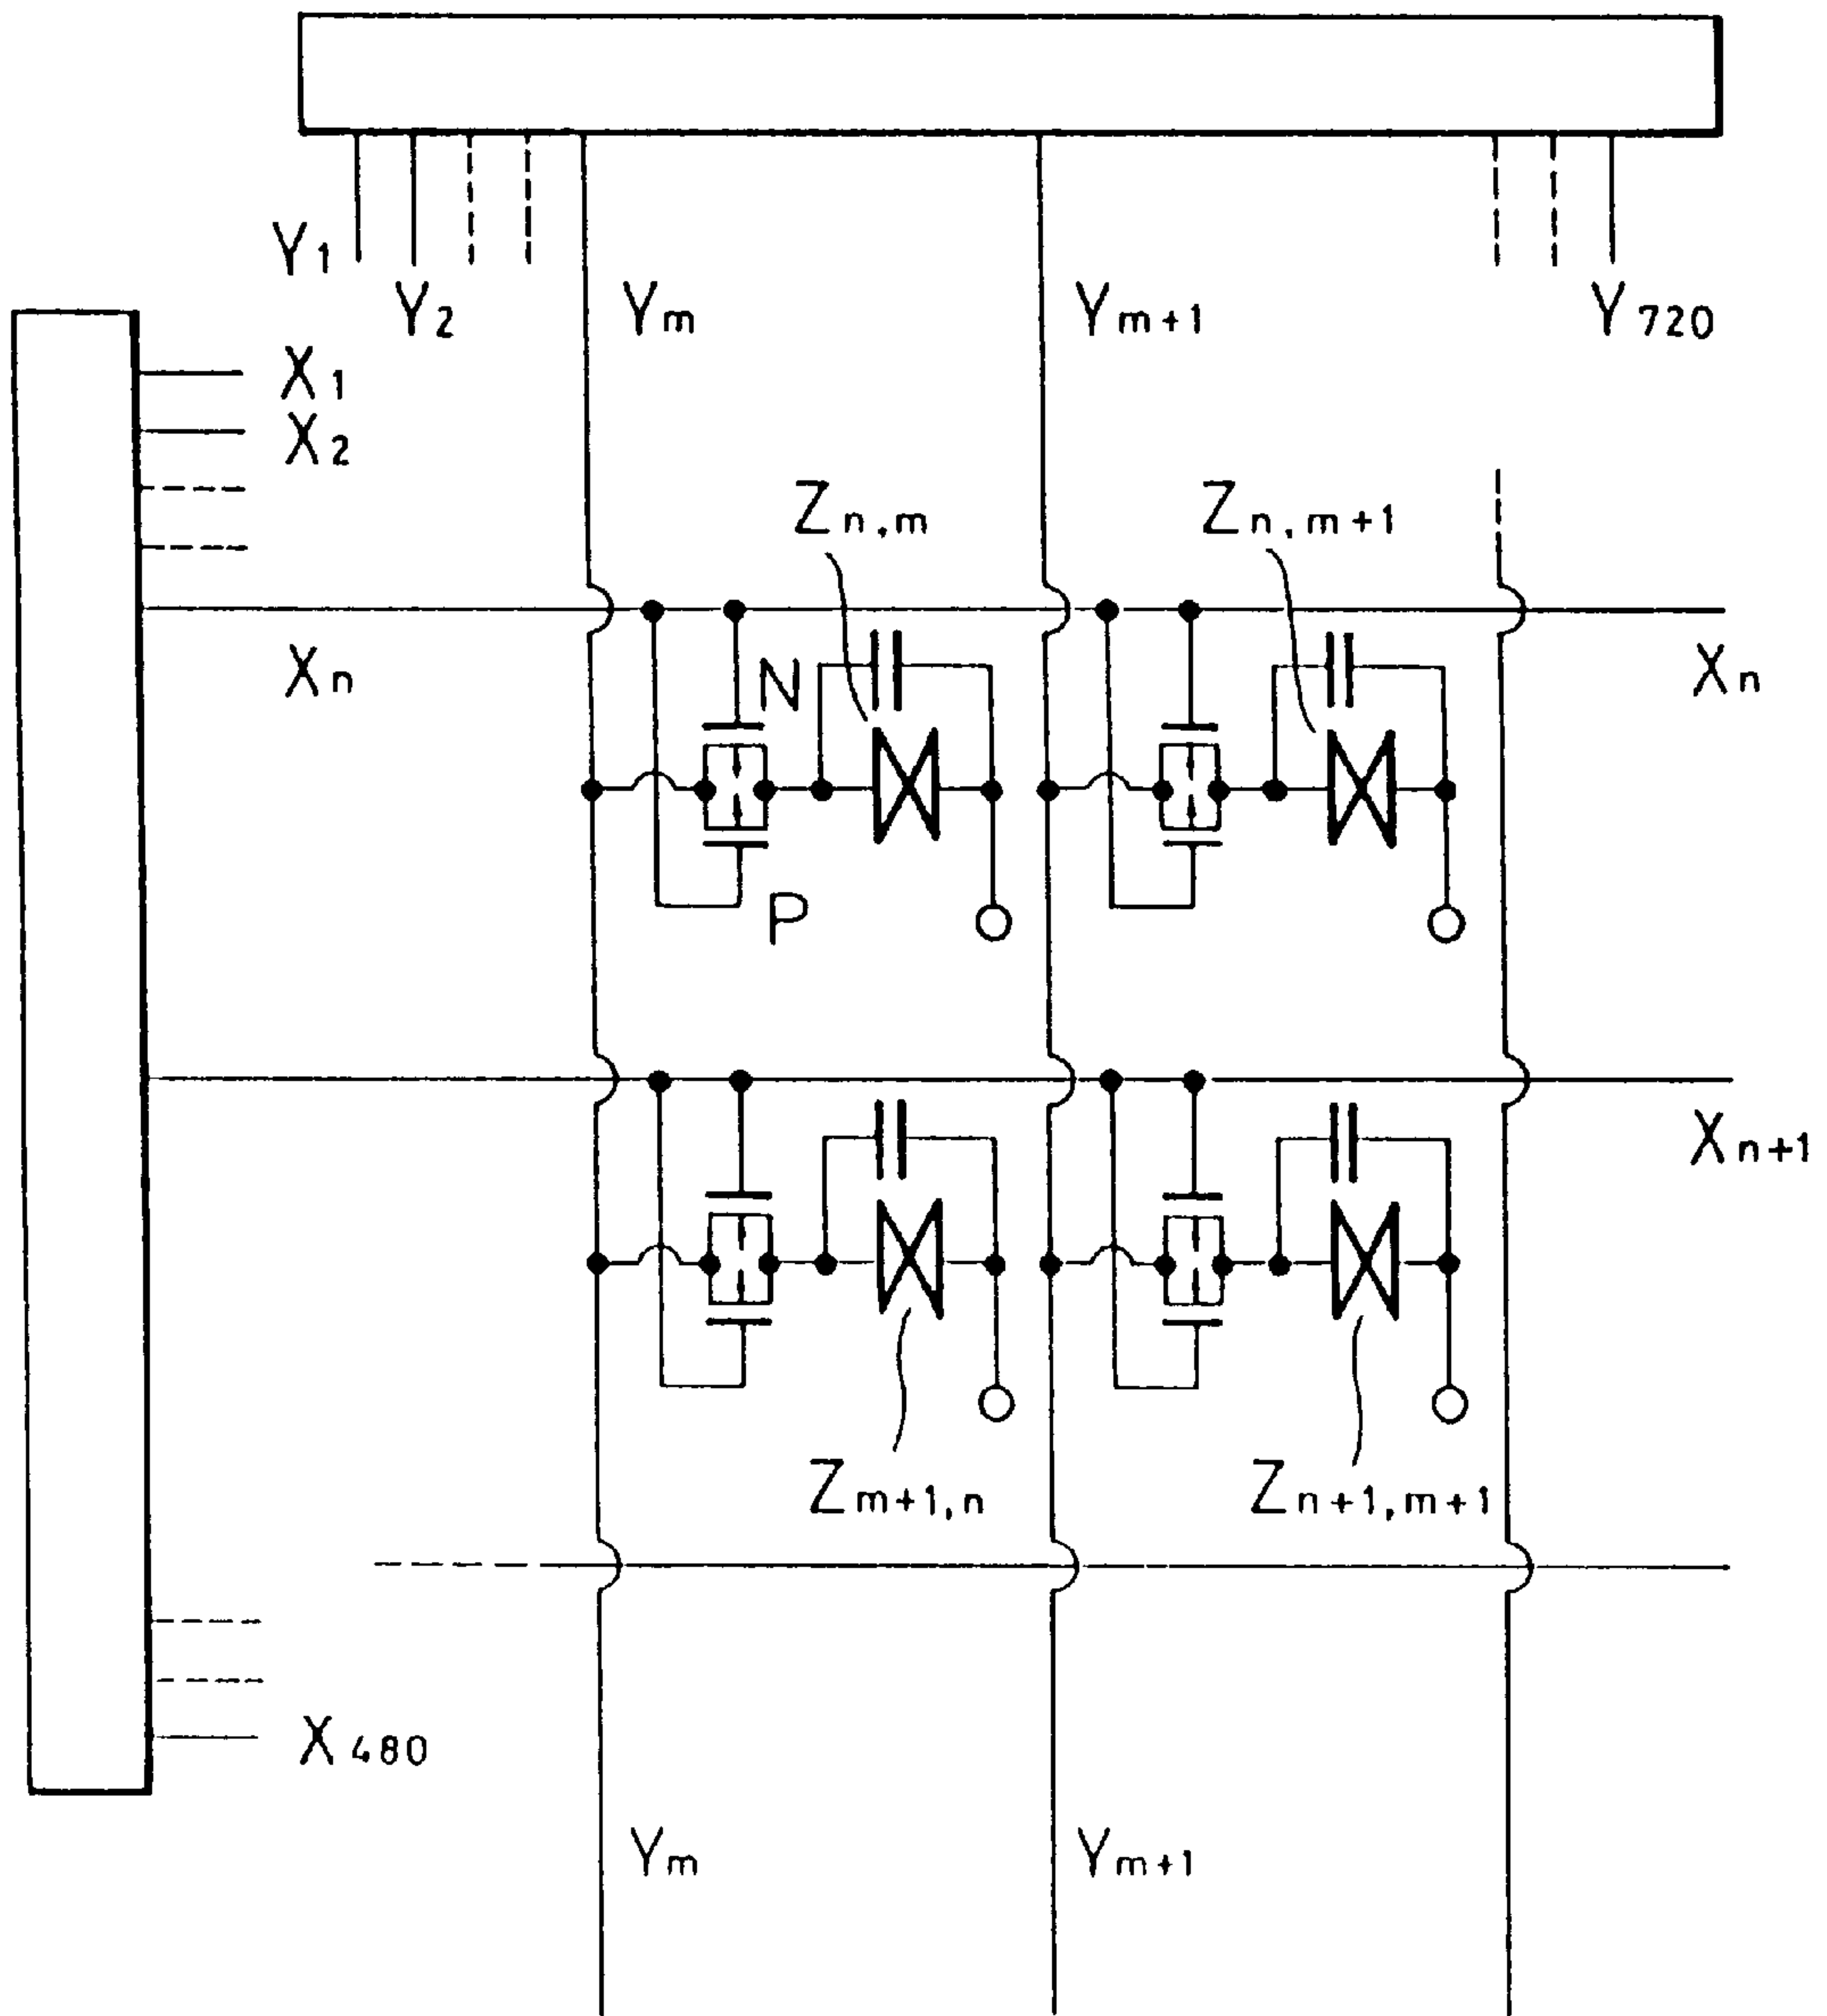 Y1
Y2
Ym
Ym+1
Y720
X1
X2
Zn,m
Zn,m+1
Xn
N
Xn
P
Xn+1
Zm+1,n
Zn+1,m+1
X480
Ym
Ym+1